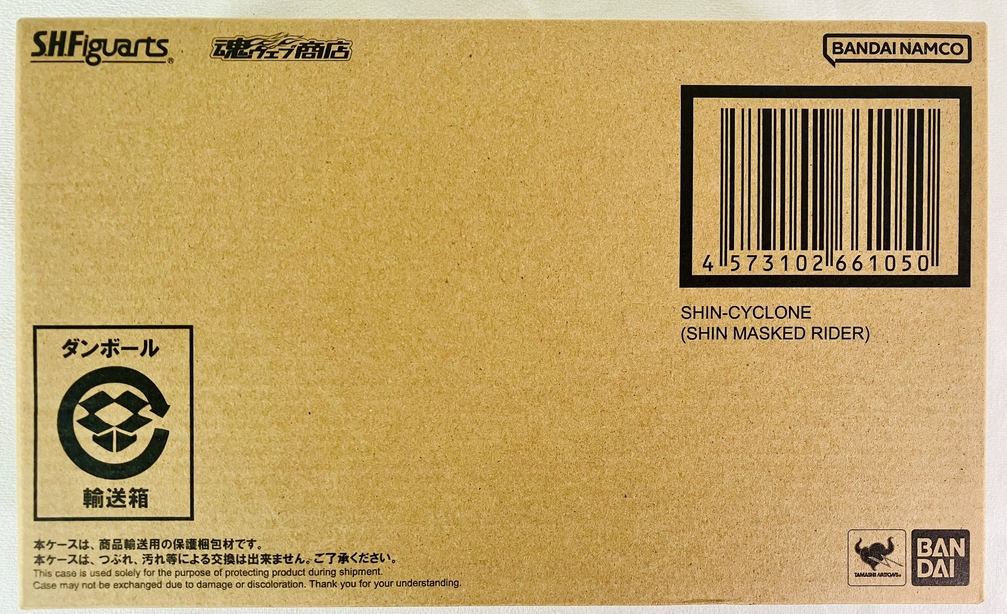 S.H.Figuarts®
魂ウェブ商店
BANDAI NAMCO
4 573102 661050
SHIN-CYCLONE
(SHIN MASKED RIDER)
ダンボール
輸送箱
本ケースは、商品輸送用の保護梱包材です。
本ケースは、つぶれ、汚れ等による交換は出来ません。ご了承ください。
This case is used solely for the purpose of protecting product during shipment.
Case may not be exchanged due to damage or discoloration. Thank you for your understanding.
TAMASHII NATIONS
BAN
DAI